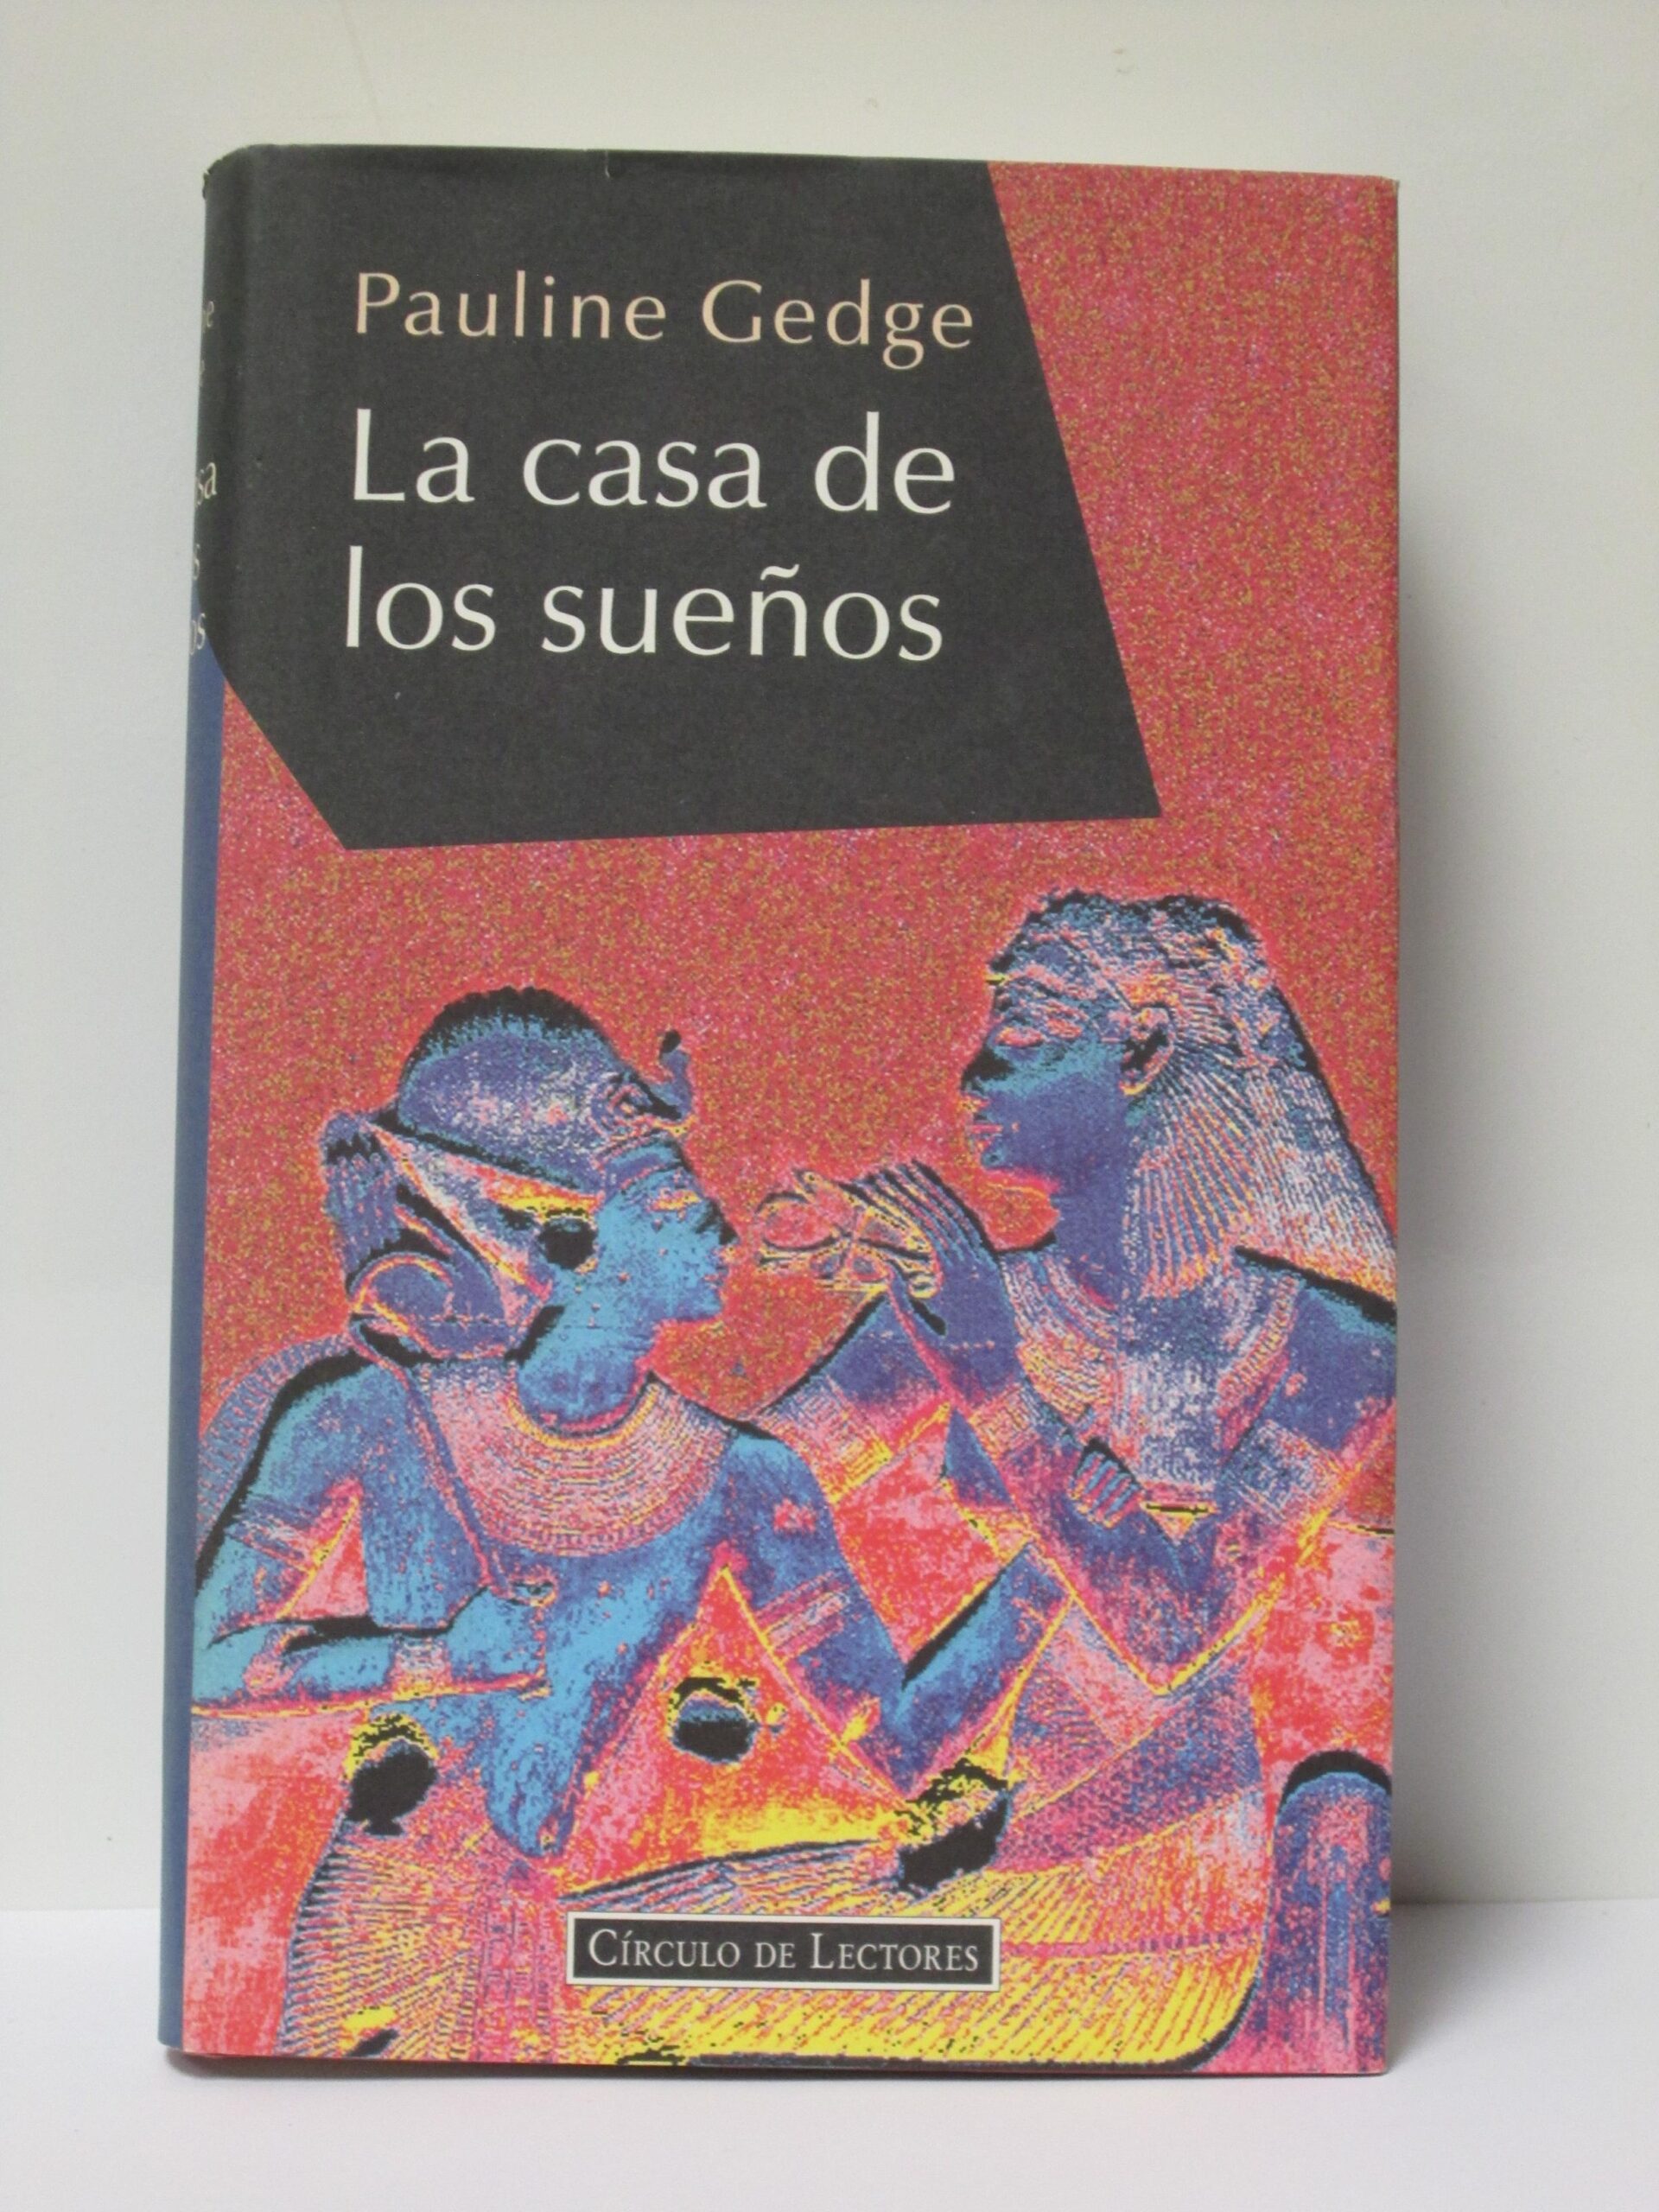 Pauline Gedge
La casa de
los sueños
CÍRCULO DE LECTORES